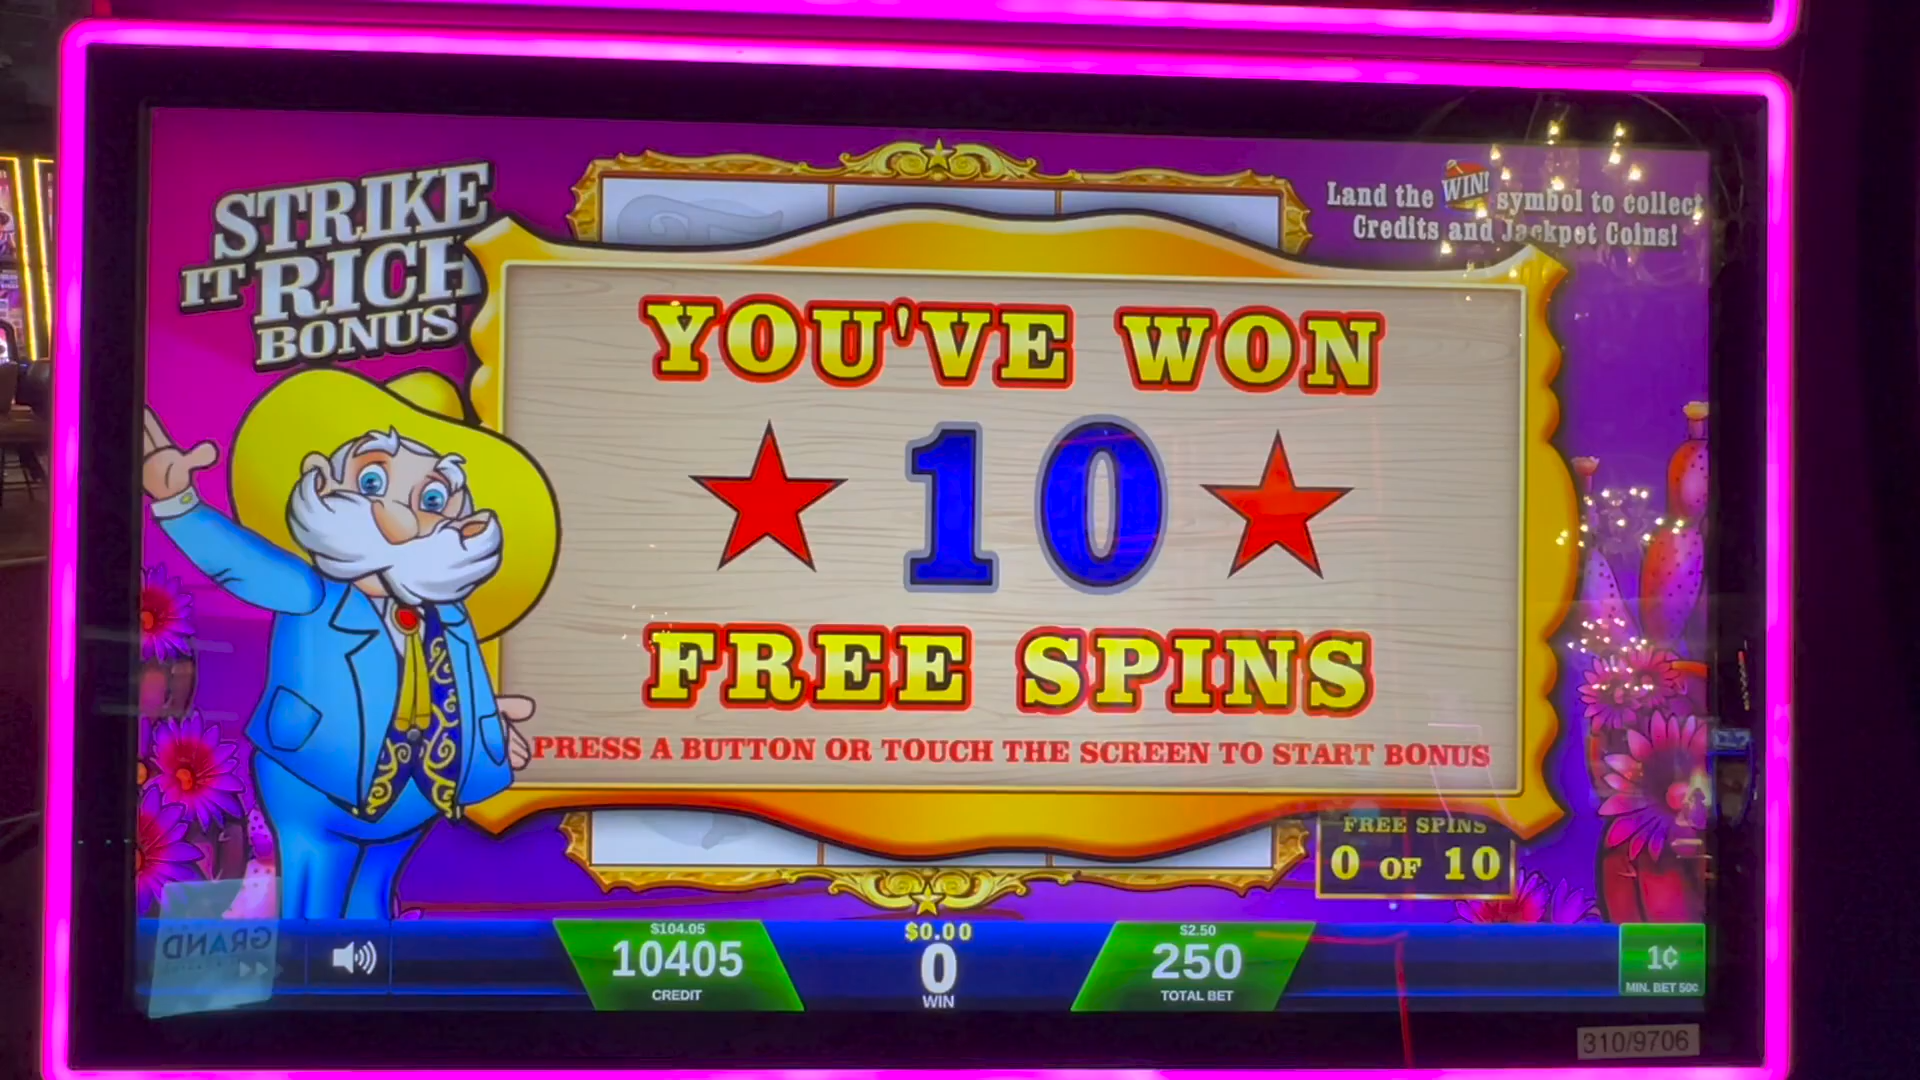 STRIKE
IT RICH
BONUS
Land the WIN! symbol to collect
Credits and Jackpot Coins!
YOU'VE WON
10
FREE SPINS
PRESS A BUTTON OR TOUCH THE SCREEN TO START BONUS
FREE SPINS
0 OF 10
GRAND
$104.05
10405
CREDIT
$0.00
0
WIN
$2.50
250
TOTAL BET
1¢
MIN. BET 50¢
310/9706